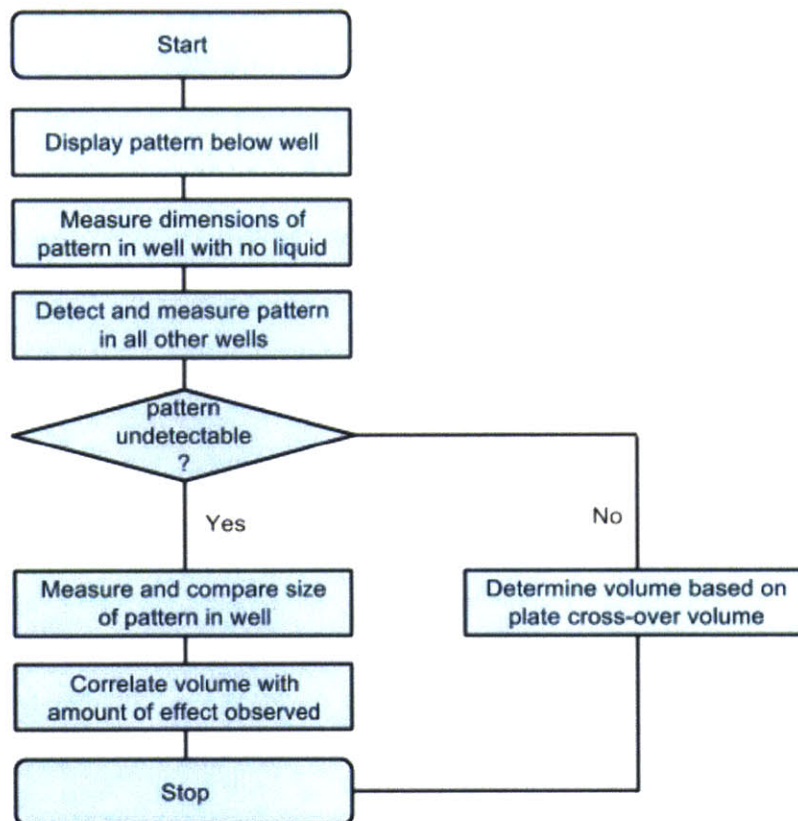 Start
Display pattern below well
Measure dimensions of
pattern in well with no liquid
Detect and measure pattern
in all other wells
pattern
undetectable
?
Yes
No
Measure and compare size
of pattern in well
Determine volume based on
plate cross-over volume
Correlate volume with
amount of effect observed
Stop